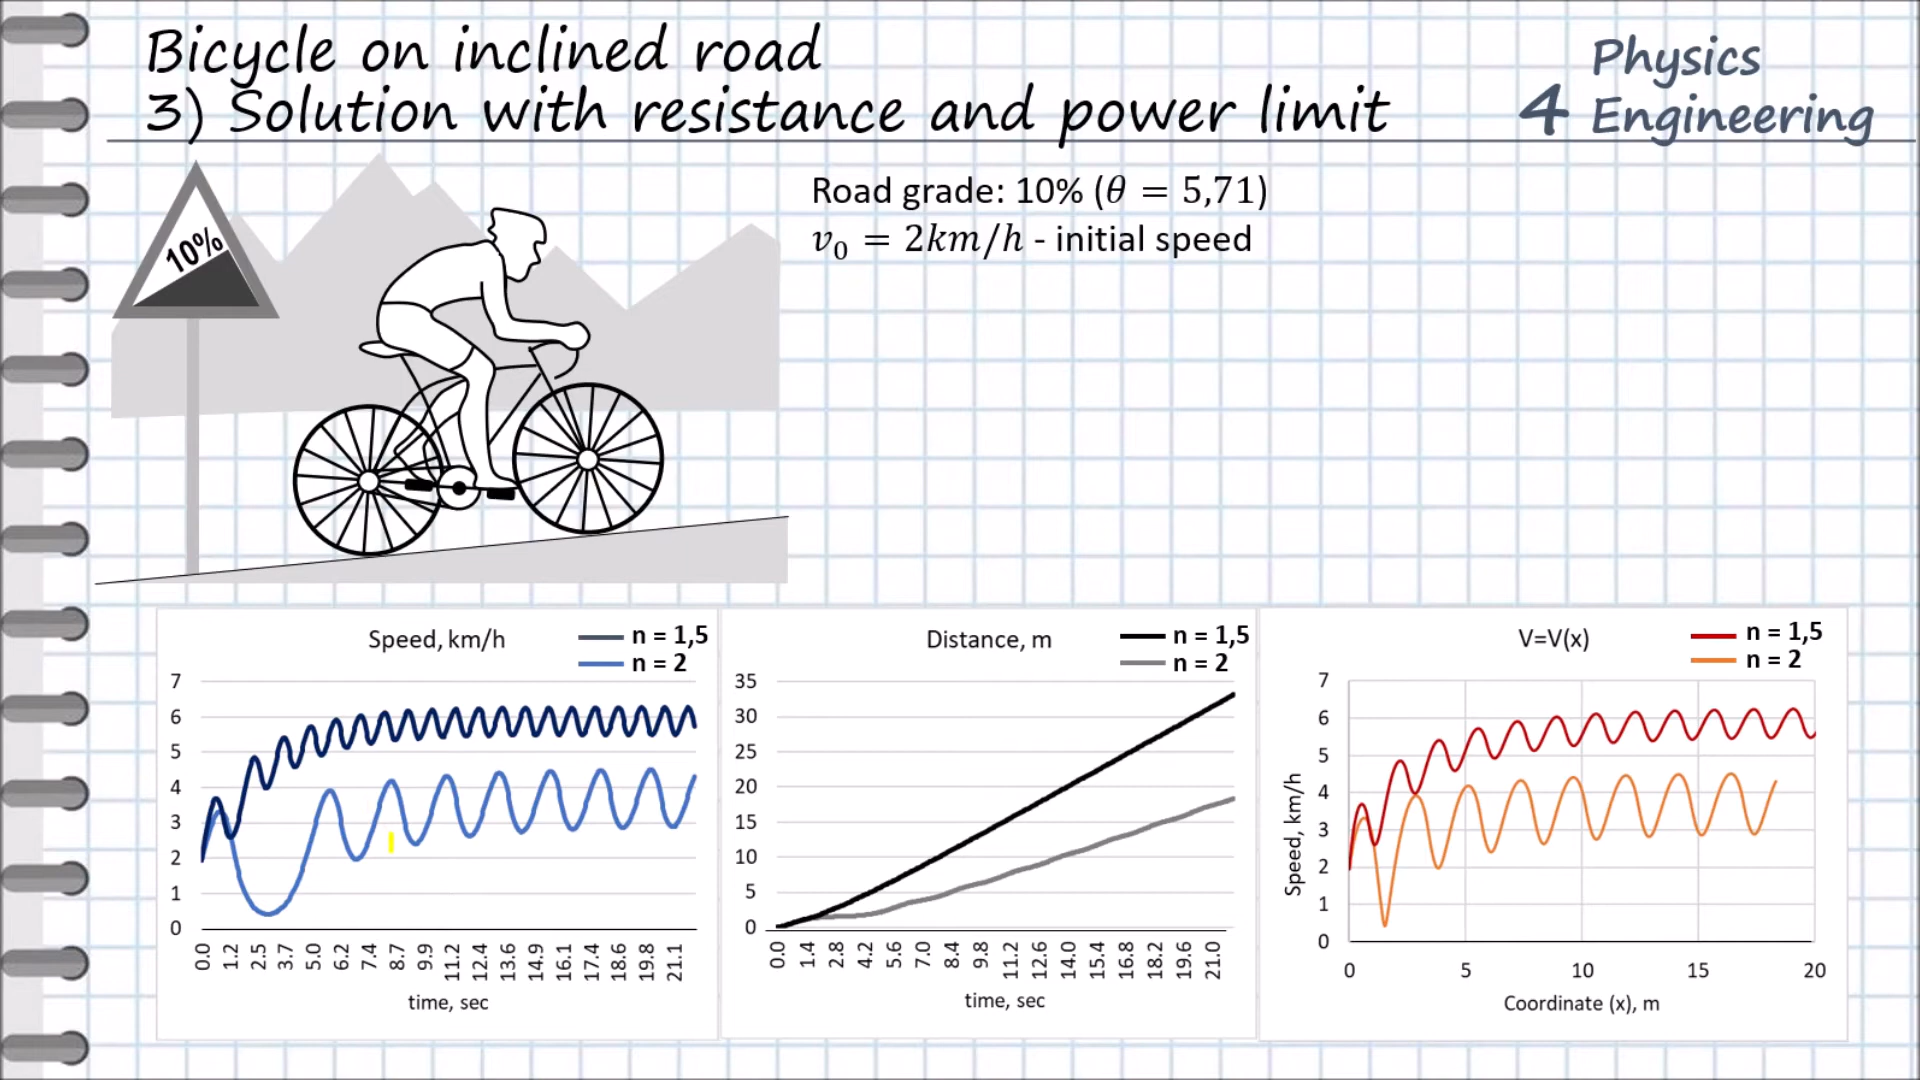 Bicycle on inclined road
3) Solution with resistance and power limit
Physics
4 Engineering
10%
Road grade: 10% (θ = 5,71)
v₀ = 2km/h - initial speed
Speed, km/h
n = 1,5
n = 2
7
6
5
4
3
2
1
0
0.0 1.2 2.5 3.7 5.0 6.2 7.4 8.7 9.9 11.2 12.4 13.6 14.9 16.1 17.4 18.6 19.8 21.1
time, sec
Distance, m
n = 1,5
n = 2
35
30
25
20
15
10
5
0
0.0 1.4 2.8 4.2 5.6 7.0 8.4 9.8 11.2 12.6 14.0 15.4 16.8 18.2 19.6 21.0
time, sec
V=V(x)
n = 1,5
n = 2
Speed, km/h
7
6
5
4
3
2
1
0
0 5 10 15 20
Coordinate (x), m